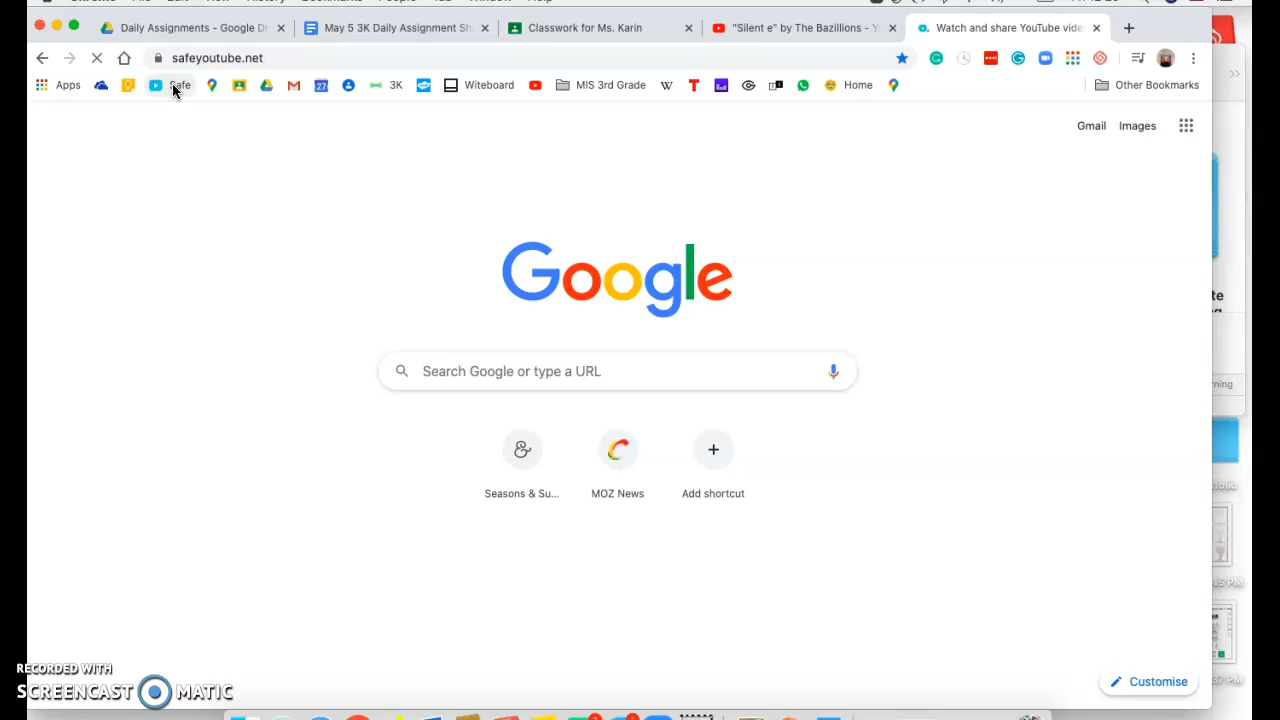 Daily Assignments - Google D
May 5 3K Daily Assignment Sh
Classwork for Ms. Karin
"Silent e" by The Bazillions - Y
Watch and share YouTube vide
safeyoutube.net
Apps
Safe
3K
Witeboard
MIS 3rd Grade
Home
Other Bookmarks
Gmail
Images
Google
Search Google or type a URL
Seasons & Su...
MOZ News
Add shortcut
Customise
RECORDED WITH
SCREENCAST MATIC